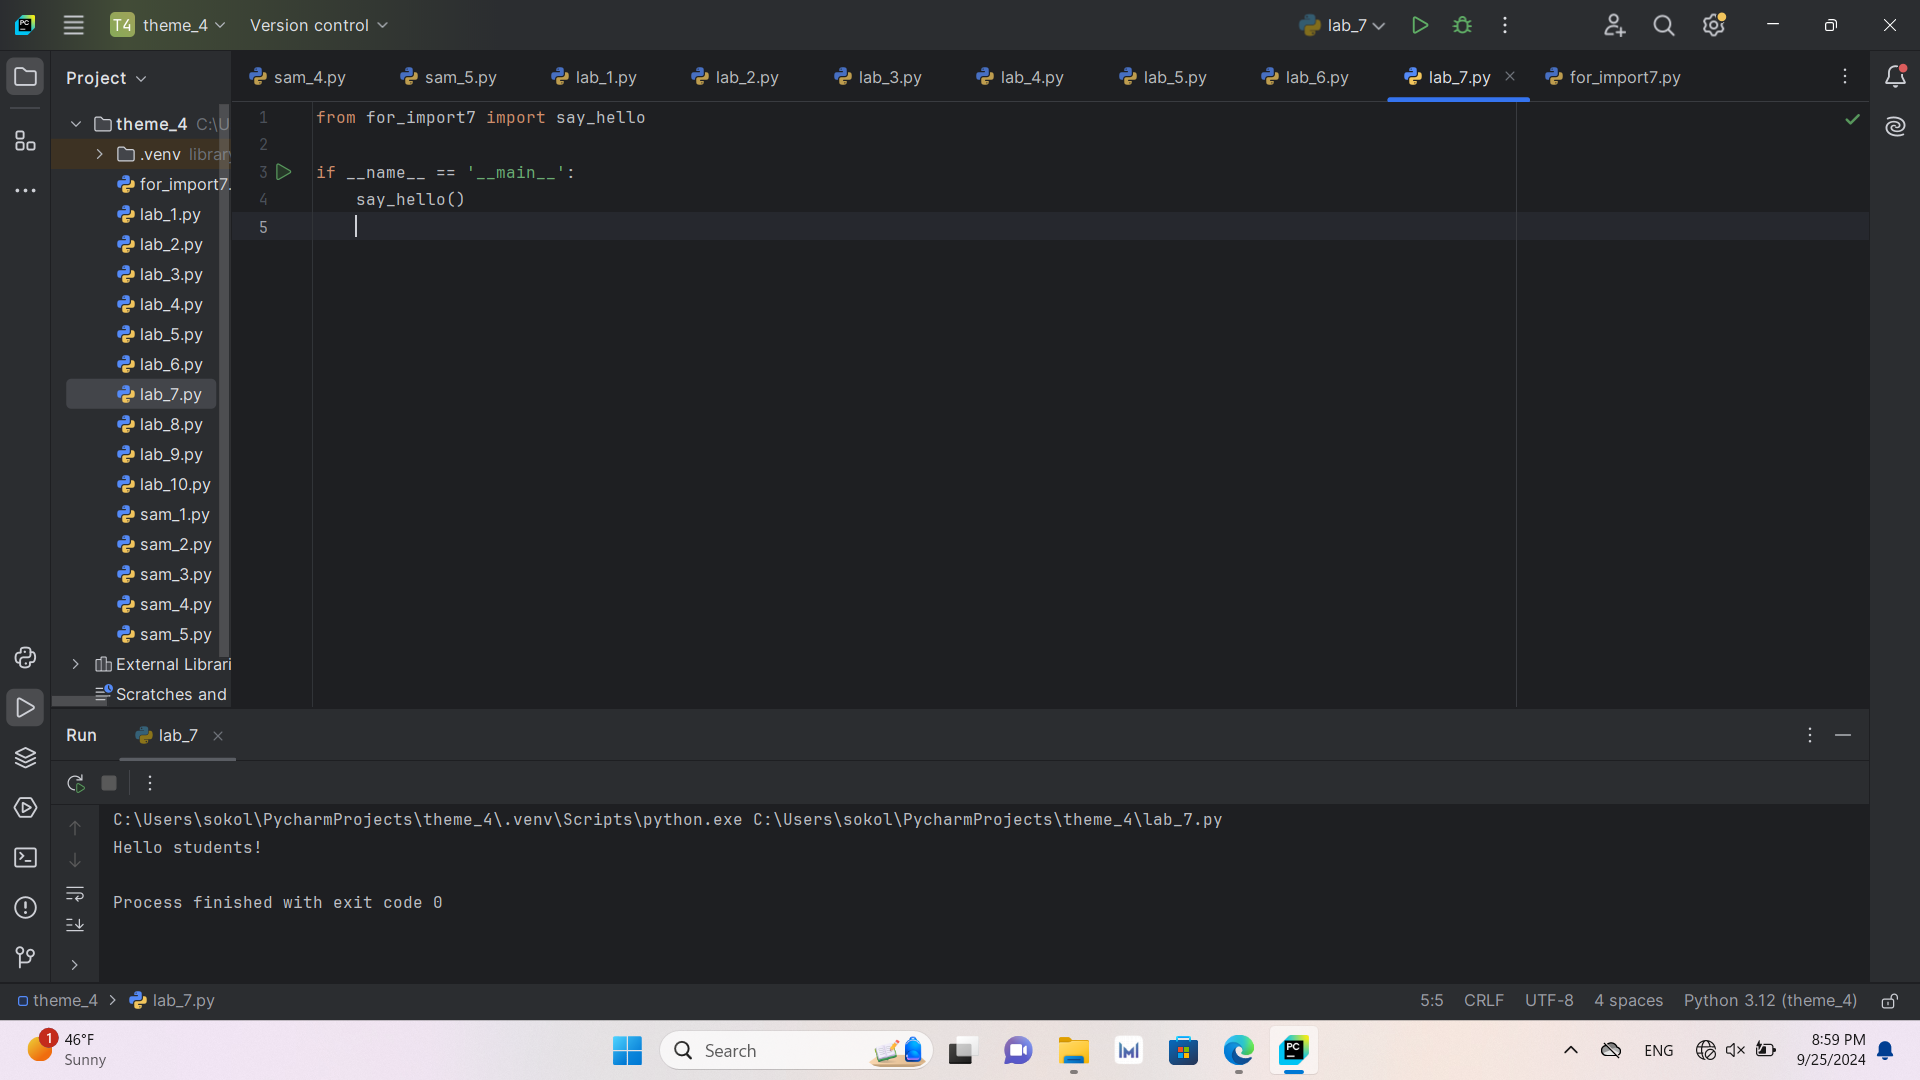 T4 theme_4 Version control lab_7
Project
sam_4.py sam_5.py lab_1.py lab_2.py lab_3.py lab_4.py lab_5.py lab_6.py lab_7.py for_import7.py
theme_4 C:\U
.venv library
for_import7.
lab_1.py
lab_2.py
lab_3.py
lab_4.py
lab_5.py
lab_6.py
lab_7.py
lab_8.py
lab_9.py
lab_10.py
sam_1.py
sam_2.py
sam_3.py
sam_4.py
sam_5.py
External Librari
Scratches and
1 from for_import7 import say_hello
2
3 if __name__ == '__main__':
4 say_hello()
5
Run lab_7
C:\Users\sokol\PycharmProjects\theme_4\.venv\Scripts\python.exe C:\Users\sokol\PycharmProjects\theme_4\lab_7.py
Hello students!
Process finished with exit code 0
theme_4 lab_7.py 5:5 CRLF UTF-8 4 spaces Python 3.12 (theme_4)
1 46°F
Sunny
Search
PC
ENG
8:59 PM
9/25/2024